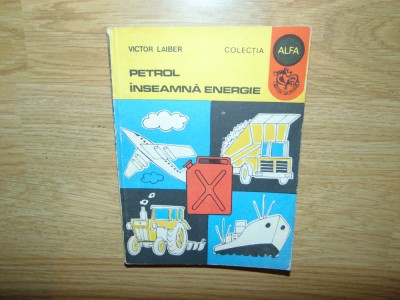 VICTOR LAIBER COLECȚIA ALFA
PETROL
ÎNSEAMNĂ ENERGIE